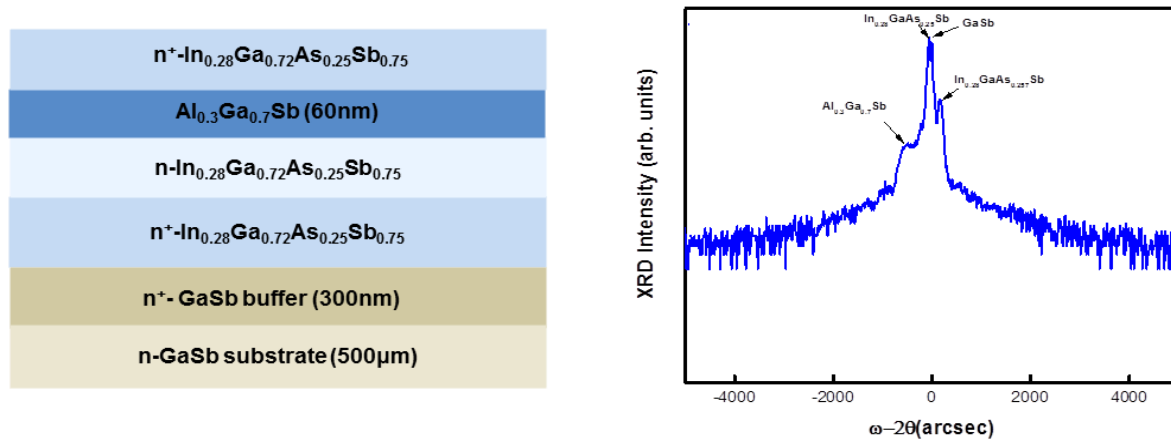 n⁺-In₀.₂₈Ga₀.₇₂As₀.₂₅Sb₀.₇₅
Al₀.₃Ga₀.₇Sb (60nm)
n-In₀.₂₈Ga₀.₇₂As₀.₂₅Sb₀.₇₅
n⁺-In₀.₂₈Ga₀.₇₂As₀.₂₅Sb₀.₇₅
n⁺- GaSb buffer (300nm)
n-GaSb substrate (500µm)
In₀.₂₈GaAs₀.₂₅Sb
GaSb
In₀.₂₈GaAs₀.₂₅₇Sb
Al₀.₃Ga₀.₇Sb
XRD Intensity (arb. units)
-4000 -2000 0 2000 4000
ω−2θ(arcsec)